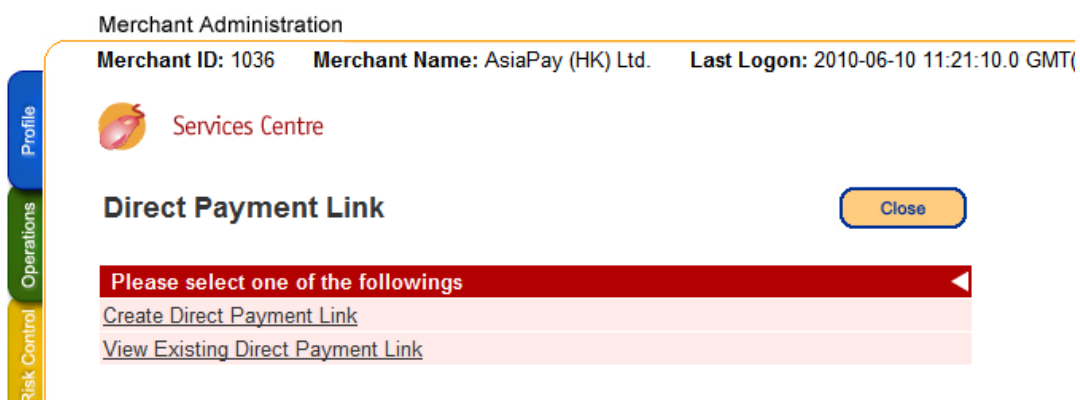 Merchant Administration
Merchant ID: 1036 Merchant Name: AsiaPay (HK) Ltd. Last Logon: 2010-06-10 11:21:10.0 GMT(
Profile
Services Centre
Operations
Direct Payment Link
Close
Please select one of the followings
Risk Control
Create Direct Payment Link
View Existing Direct Payment Link